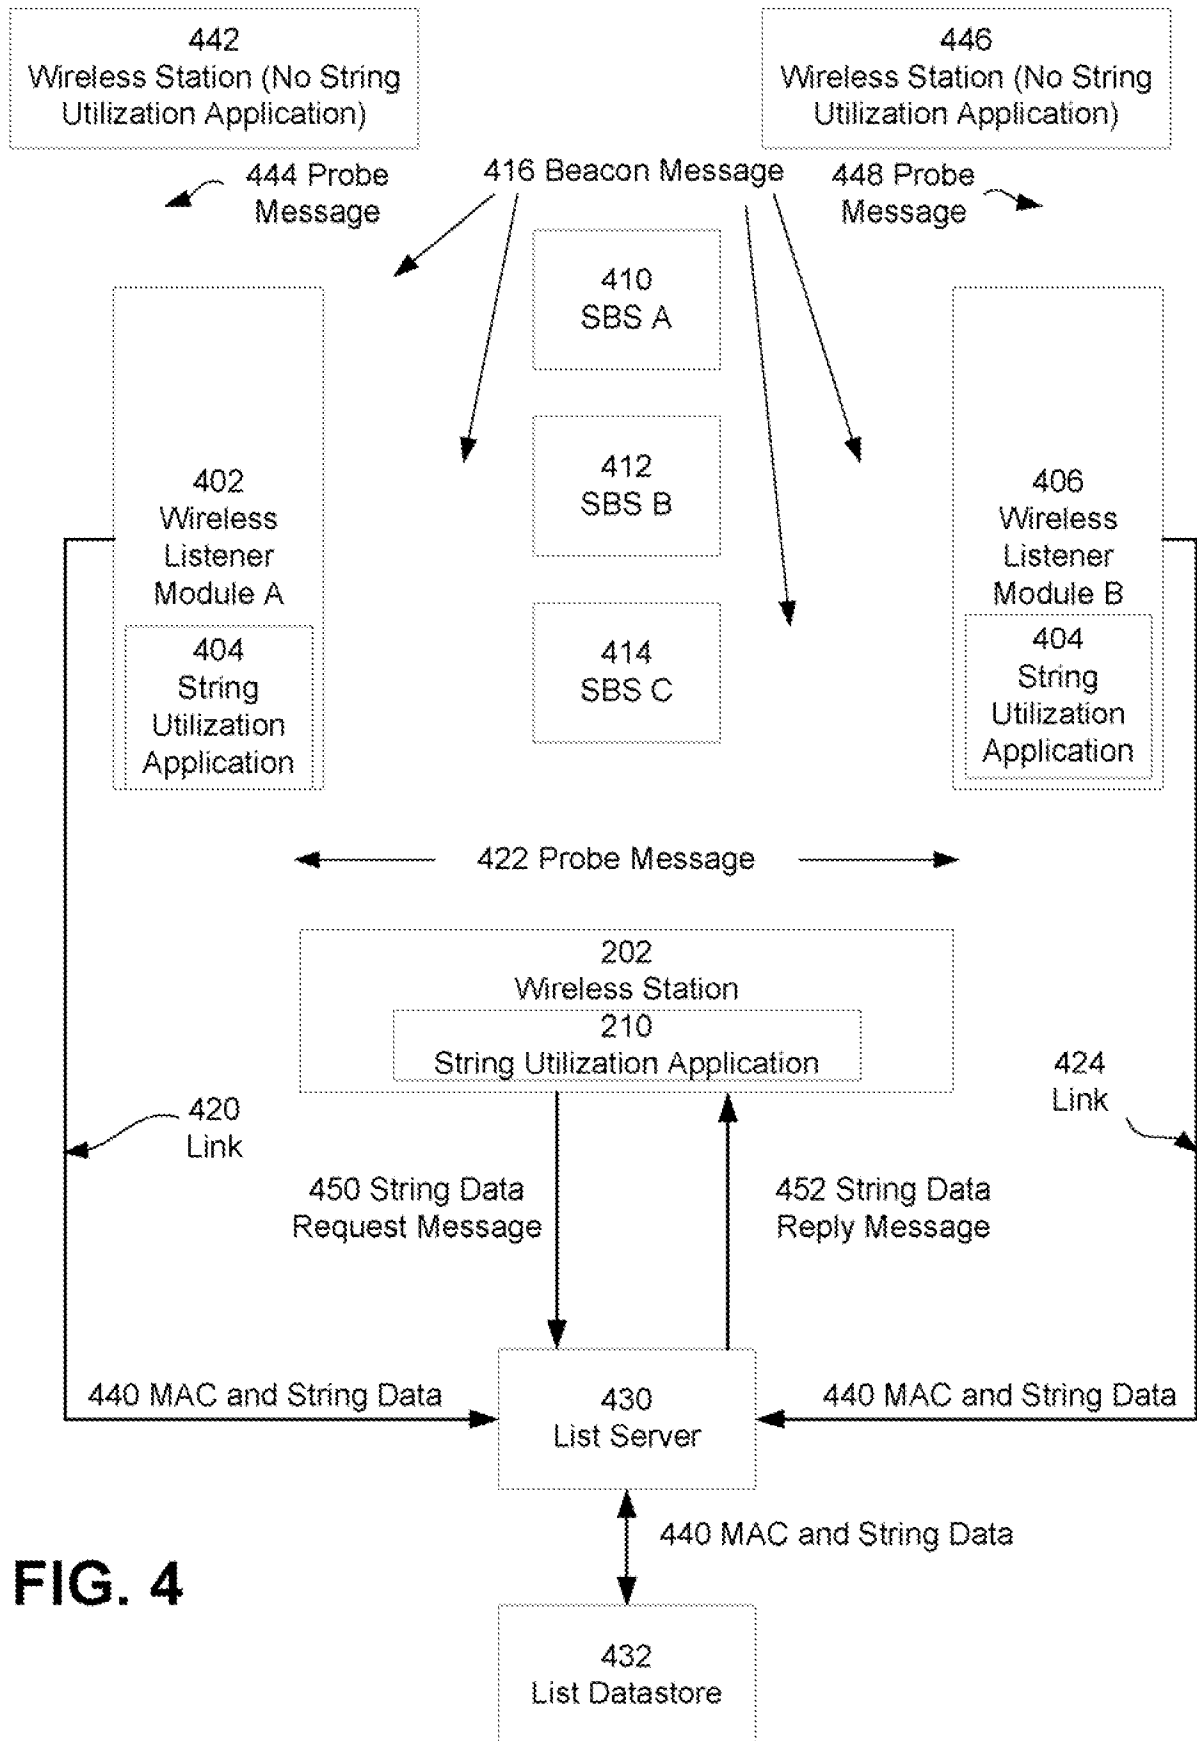 442
Wireless Station (No String
Utilization Application)
446
Wireless Station (No String
Utilization Application)
444 Probe
Message
416 Beacon Message
448 Probe
Message
410
SBS A
412
SBS B
414
SBS C
402
Wireless
Listener
Module A
404
String
Utilization
Application
406
Wireless
Listener
Module B
404
String
Utilization
Application
422 Probe Message
202
Wireless Station
210
String Utilization Application
420
Link
424
Link
450 String Data
Request Message
452 String Data
Reply Message
440 MAC and String Data
430
List Server
440 MAC and String Data
440 MAC and String Data
432
List Datastore
FIG. 4